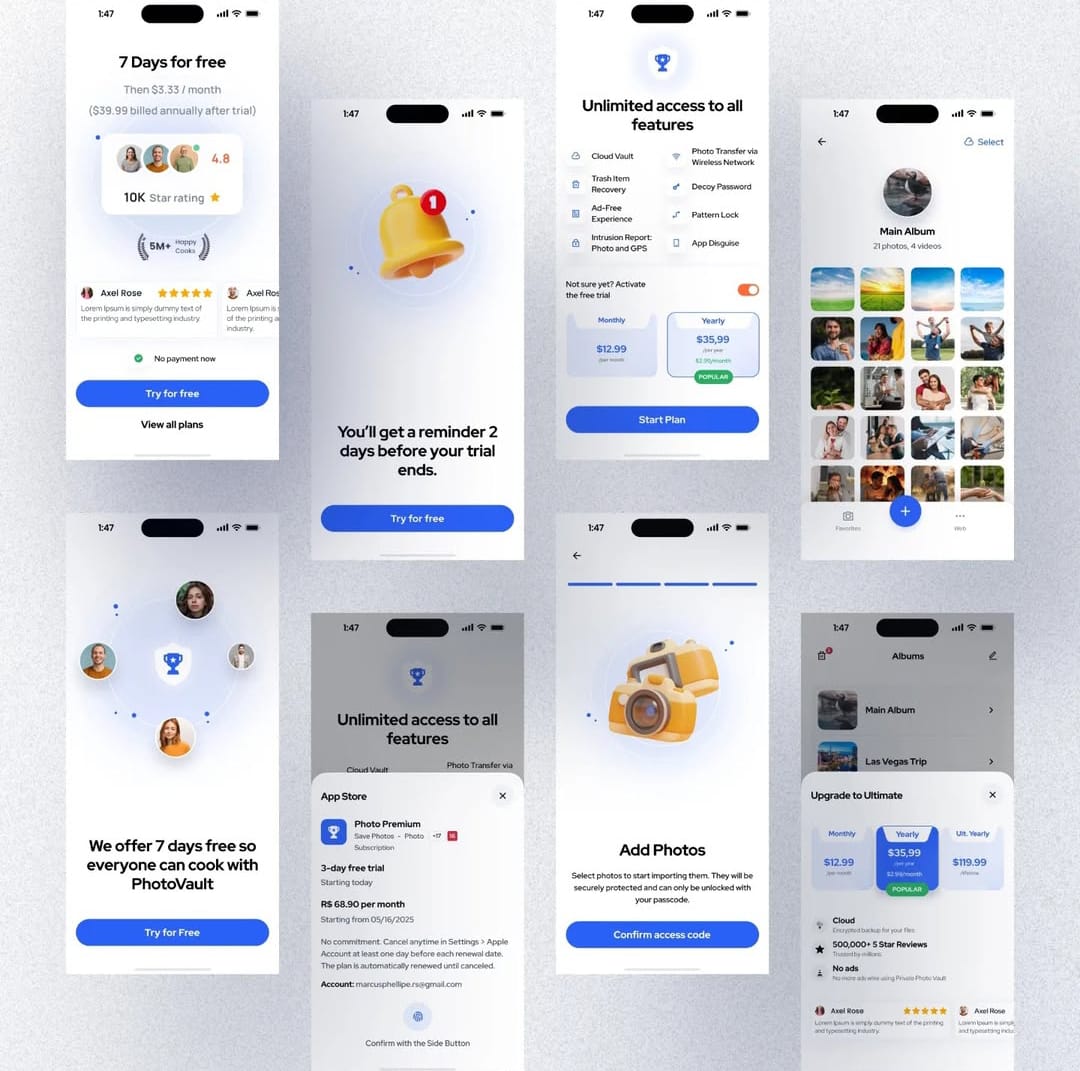 1:47
7 Days for free
Then $3.33 / month
($39.99 billed annually after trial)
4.8
10K Star rating
5M+ Happy
Cooks
Axel Rose
Lorem Ipsum is simply dummy text of
the printing and typesetting industry
Axel Ros
Lorem Ipsum is s
of the printing a
industry.
No payment now
Try for free
View all plans
1:47
1
You'll get a reminder 2
days before your trial
ends.
Try for free
1:47
Unlimited access to all
features
Cloud Vault
Photo Transfer via
Wireless Network
Trash Item
Recovery
Decoy Password
Ad-Free
Experience
Pattern Lock
Intrusion Report:
Photo and GPS
App Disguise
Not sure yet? Activate
the free trial
Monthly
$12.99
/per month
Yearly
$35,99
/per year
$2.99/month
POPULAR
Start Plan
1:47
Select
Main Album
21 photos, 4 videos
Favorites
+
Web
1:47
We offer 7 days free so
everyone can cook with
PhotoVault
Try for Free
1:47
Unlimited access to all
features
Cloud Vault
Photo Transfer via
App Store
Photo Premium
Save Photos - Photo +17 16
Subscription
3-day free trial
Starting today
R$ 68.90 per month
Starting from 05/16/2025
No commitment. Cancel anytime in Settings > Apple
Account at least one day before each renewal date.
The plan is automatically renewed until canceled.
Account: marcusphellipe.rs@gmail.com
Confirm with the Side Button
1:47
Add Photos
Select photos to start importing them. They will be
securely protected and can only be unlocked with
your passcode.
Confirm access code
1:47
Albums
Main Album
Las Vegas Trip
Upgrade to Ultimate
Monthly
$12.99
/per month
Yearly
$35,99
/per year
$2.99/month
POPULAR
Ult. Yearly
$119.99
/lifetime
Cloud
Encrypted backup for your files
500,000+ 5 Star Reviews
Trusted by millions
No ads
No more ads when using Private Photo Vault
Axel Rose
Lorem Ipsum is simply dummy text of the printing
and typesetting industry.
Axel Rose
Lorem Ipsum is simply
and typesetting indus